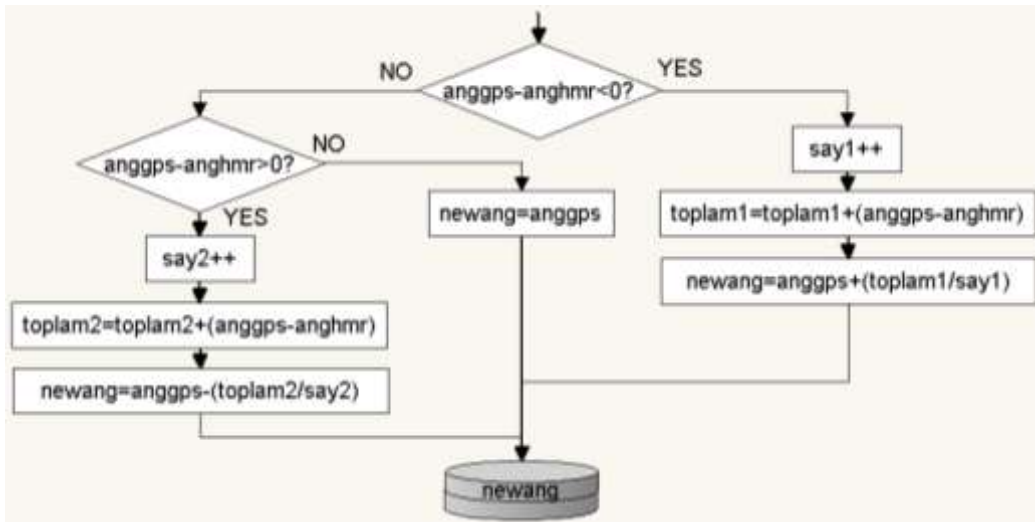 NO
YES
anggps-anghmr<0?
anggps-anghmr>0?
NO
say1++
YES
newang=anggps
toplam1=toplam1+(anggps-anghmr)
say2++
newang=anggps+(toplam1/say1)
toplam2=toplam2+(anggps-anghmr)
newang=anggps-(toplam2/say2)
newang